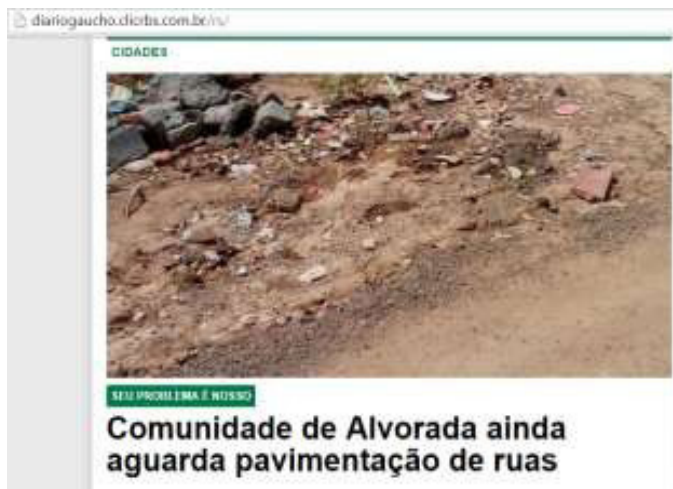 diariogaucho.clicrbs.com.br/rs/
CIDADES
SEU PROBLEMA É NOSSO
Comunidade de Alvorada ainda
aguarda pavimentação de ruas